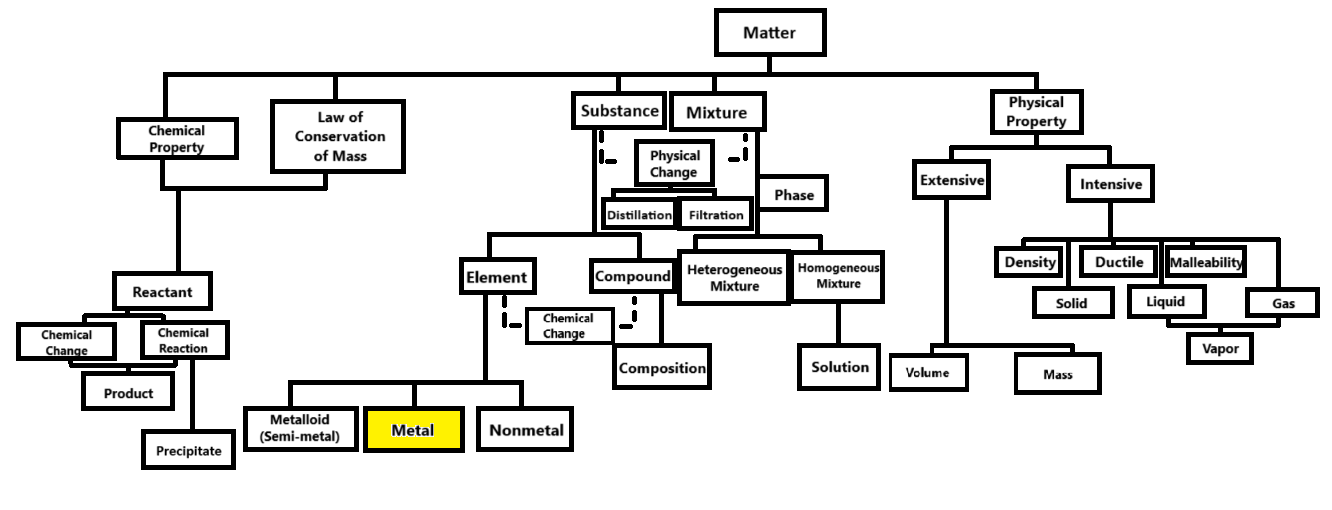 Matter
Substance
Mixture
Physical
Property
Law of
Conservation
of Mass
Chemical
Property
Physical
Change
Extensive
Intensive
Phase
Distillation
Filtration
Element
Compound
Heterogeneous
Mixture
Homogeneous
Mixture
Density
Ductile
Malleability
Reactant
Solid
Liquid
Gas
Chemical
Change
Chemical
Reaction
Chemical
Change
Vapor
Composition
Solution
Volume
Mass
Product
Metalloid
(Semi-metal)
Metal
Nonmetal
Precipitate